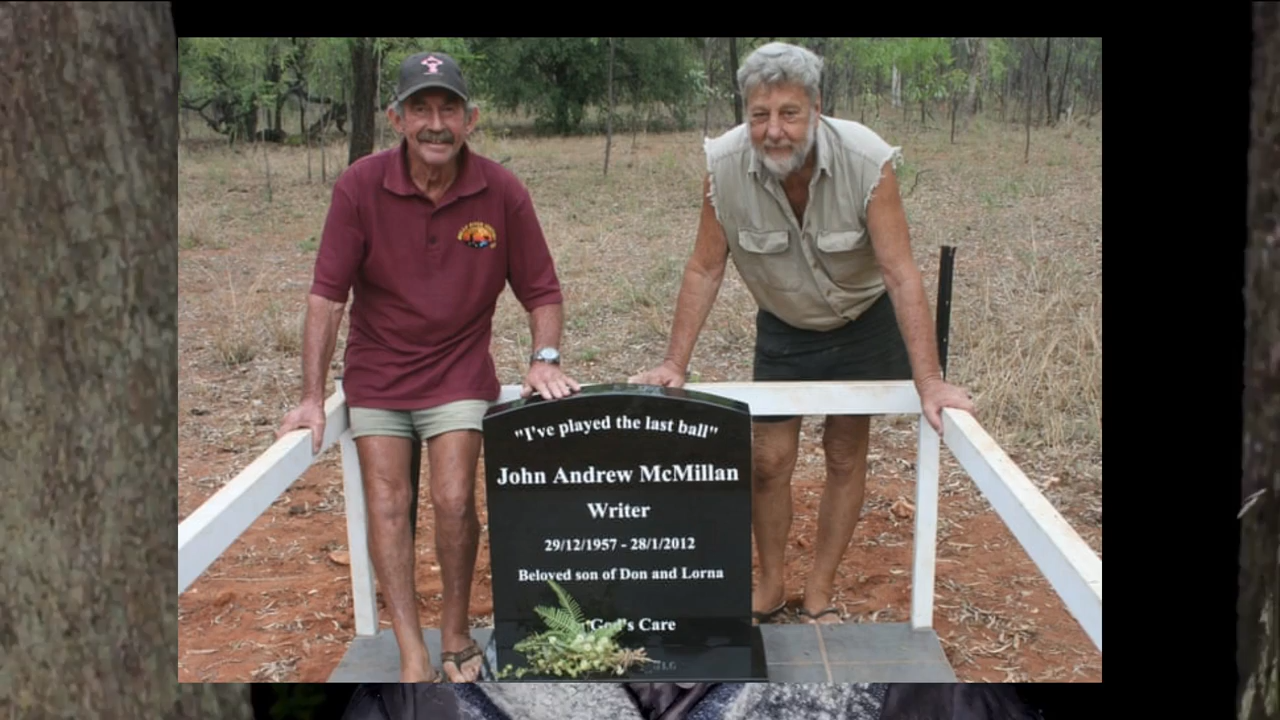 "I've played the last ball"
John Andrew McMillan
Writer
29/12/1957 - 28/1/2012
Beloved son of Don and Lorna
God's Care